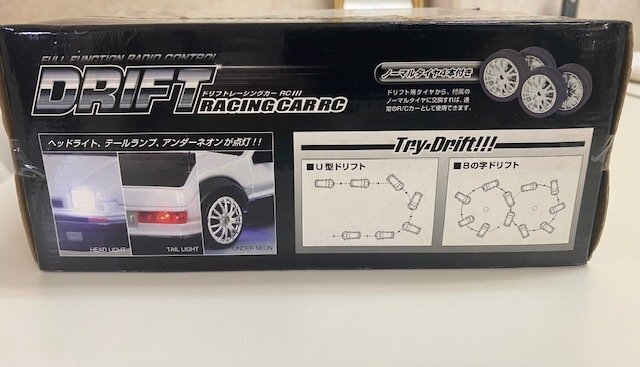 FULL FUNCTION RADIO CONTROL
DRIFT
ドリフトレーシングカー RC III
RACING CAR RC
ノーマルタイヤ4本付き
ドリフト用タイヤから、付属の
ノーマルタイヤに交換すれば、通
常のR/Cカーとして使用できます。
ヘッドライト、テールランプ、アンダーネオンが点灯!!
HEAD LIGHT
TAIL LIGHT
UNDER NEON
Try・Drift!!!
■U型ドリフト
■8の字ドリフト